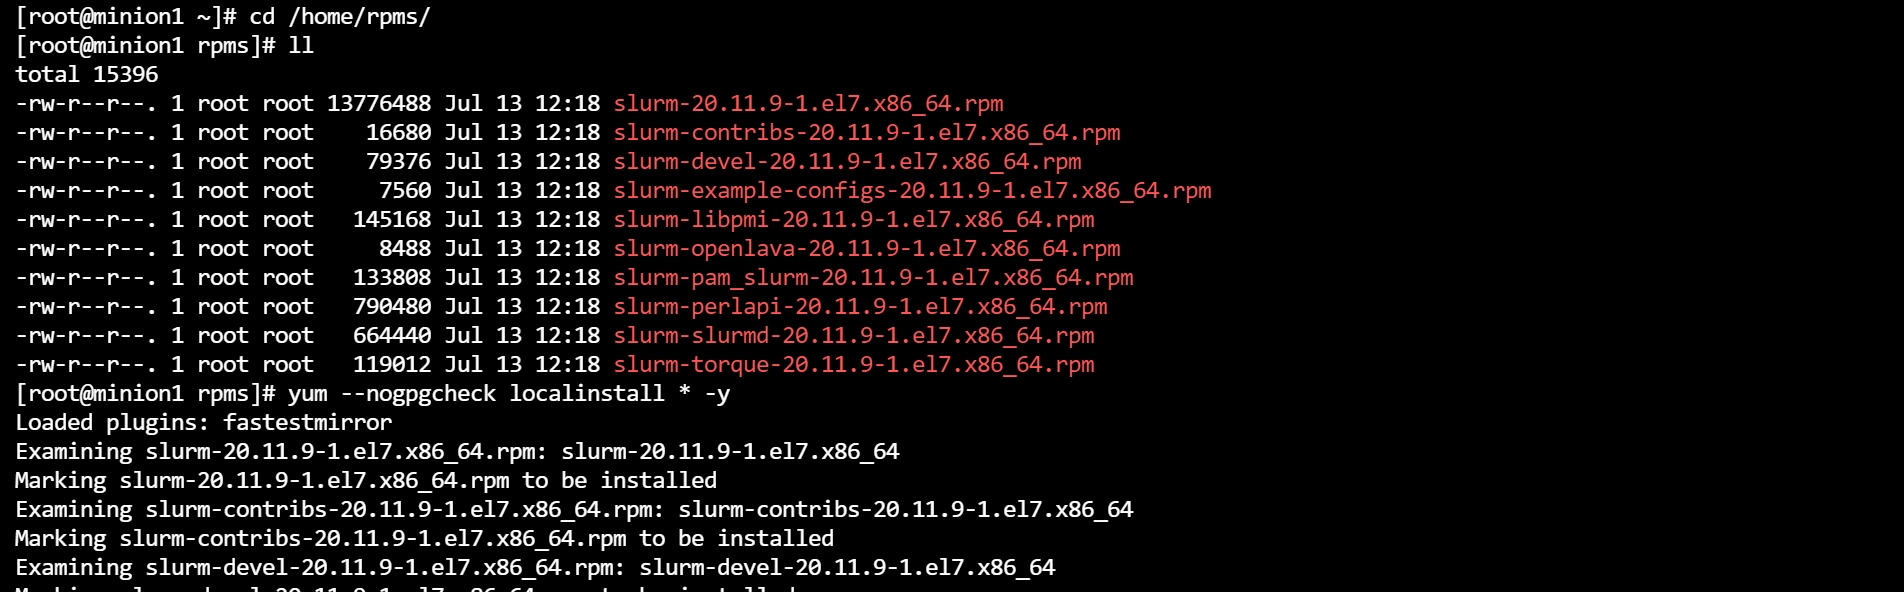 [root@minion1 ~]# cd /home/rpms/
[root@minion1 rpms]# ll
total 15396
-rw-r--r--. 1 root root 13776488 Jul 13 12:18 slurm-20.11.9-1.el7.x86_64.rpm
-rw-r--r--. 1 root root    16680 Jul 13 12:18 slurm-contribs-20.11.9-1.el7.x86_64.rpm
-rw-r--r--. 1 root root    79376 Jul 13 12:18 slurm-devel-20.11.9-1.el7.x86_64.rpm
-rw-r--r--. 1 root root     7560 Jul 13 12:18 slurm-example-configs-20.11.9-1.el7.x86_64.rpm
-rw-r--r--. 1 root root   145168 Jul 13 12:18 slurm-libpmi-20.11.9-1.el7.x86_64.rpm
-rw-r--r--. 1 root root     8488 Jul 13 12:18 slurm-openlava-20.11.9-1.el7.x86_64.rpm
-rw-r--r--. 1 root root   133808 Jul 13 12:18 slurm-pam_slurm-20.11.9-1.el7.x86_64.rpm
-rw-r--r--. 1 root root   790480 Jul 13 12:18 slurm-perlapi-20.11.9-1.el7.x86_64.rpm
-rw-r--r--. 1 root root   664440 Jul 13 12:18 slurm-slurmd-20.11.9-1.el7.x86_64.rpm
-rw-r--r--. 1 root root   119012 Jul 13 12:18 slurm-torque-20.11.9-1.el7.x86_64.rpm
[root@minion1 rpms]# yum --nogpgcheck localinstall * -y
Loaded plugins: fastestmirror
Examining slurm-20.11.9-1.el7.x86_64.rpm: slurm-20.11.9-1.el7.x86_64
Marking slurm-20.11.9-1.el7.x86_64.rpm to be installed
Examining slurm-contribs-20.11.9-1.el7.x86_64.rpm: slurm-contribs-20.11.9-1.el7.x86_64
Marking slurm-contribs-20.11.9-1.el7.x86_64.rpm to be installed
Examining slurm-devel-20.11.9-1.el7.x86_64.rpm: slurm-devel-20.11.9-1.el7.x86_64